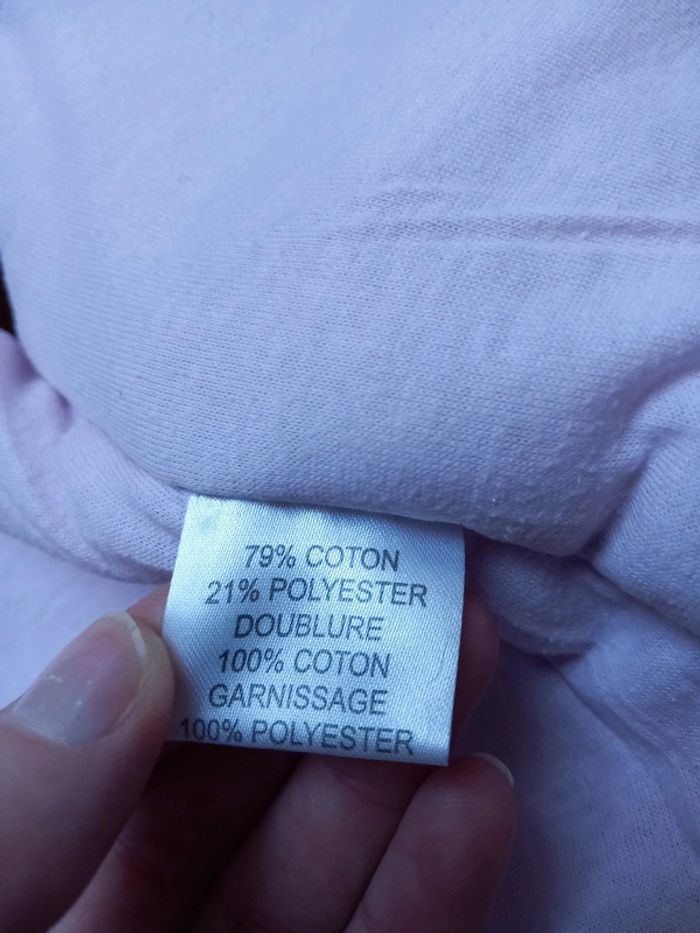 79% COTON
21% POLYESTER
DOUBLURE
100% COTON
GARNISSAGE
100% POLYESTER